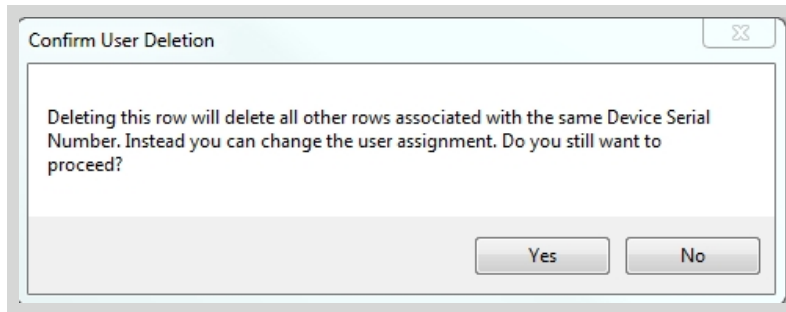 Confirm User Deletion
Deleting this row will delete all other rows associated with the same Device Serial
Number. Instead you can change the user assignment. Do you still want to
proceed?
Yes
No